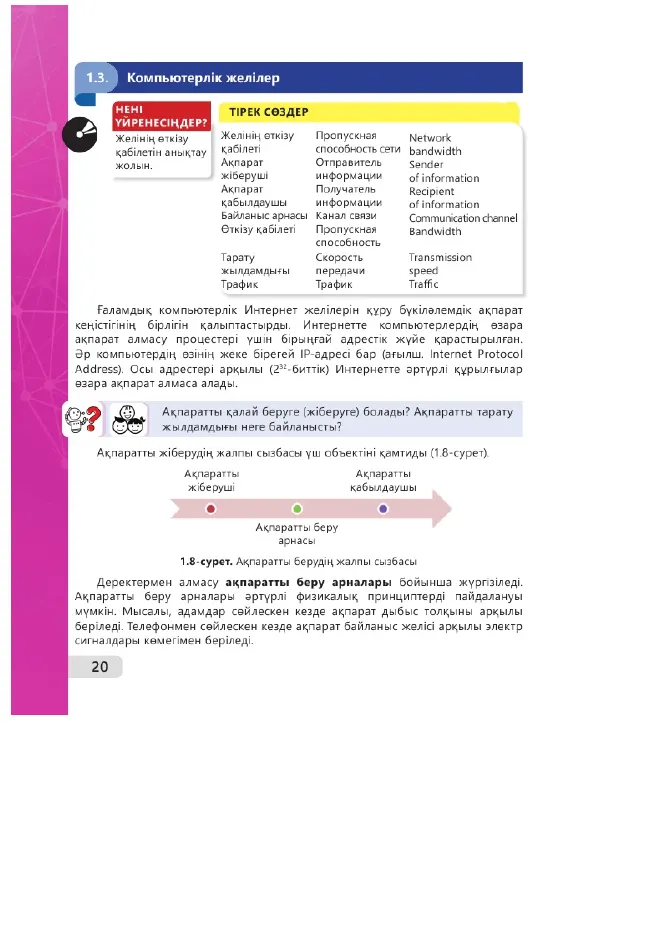 1.3. Компьютерлік желілер
НЕНІ
ҮЙРЕНЕСІҢДЕР?
Желінің өткізу
қабілетін анықтау
жолын.
ТІРЕК СӨЗДЕР
Желінің өткізу
қабілеті
Ақпарат
жіберуші
Ақпарат
қабылдаушы
Байланыс арнасы
Өткізу қабілеті
Тарату
жылдамдығы
Трафик
Пропускная
способность сети
Отправитель
информации
Получатель
информации
Канал связи
Пропускная
способность
Скорость
передачи
Трафик
Network
bandwidth
Sender
of information
Recipient
of information
Communication channel
Bandwidth
Transmission
speed
Traffic
Ғаламдық компьютерлік Интернет желілерін құру бүкіләлемдік ақпарат
кеңістігінің бірлігін қалыптастырды. Интернетте компьютерлердің өзара
ақпарат алмасу процестері үшін бірыңғай адрестік жүйе қарастырылған.
Әр компьютердің өзінің жеке бірегей IP-адресі бар (ағылш. Internet Protocol
Address). Осы адрестері арқылы (2³²-биттік) Интернетте әртүрлі құрылғылар
өзара ақпарат алмаса алады.
Ақпаратты қалай беруге (жіберуге) болады? Ақпаратты тарату
жылдамдығы неге байланысты?
Ақпаратты жіберудің жалпы сызбасы үш объектіні қамтиды (1.8-сурет).
Ақпаратты
жіберуші
Ақпаратты
қабылдаушы
Ақпаратты беру
арнасы
1.8-сурет. Ақпаратты берудің жалпы сызбасы
Деректермен алмасу ақпаратты беру арналары бойынша жүргізіледі.
Ақпаратты беру арналары әртүрлі физикалық принциптерді пайдалануы
мүмкін. Мысалы, адамдар сөйлескен кезде ақпарат дыбыс толқыны арқылы
беріледі. Телефонмен сөйлескен кезде ақпарат байланыс желісі арқылы электр
сигналдары көмегімен беріледі.
20